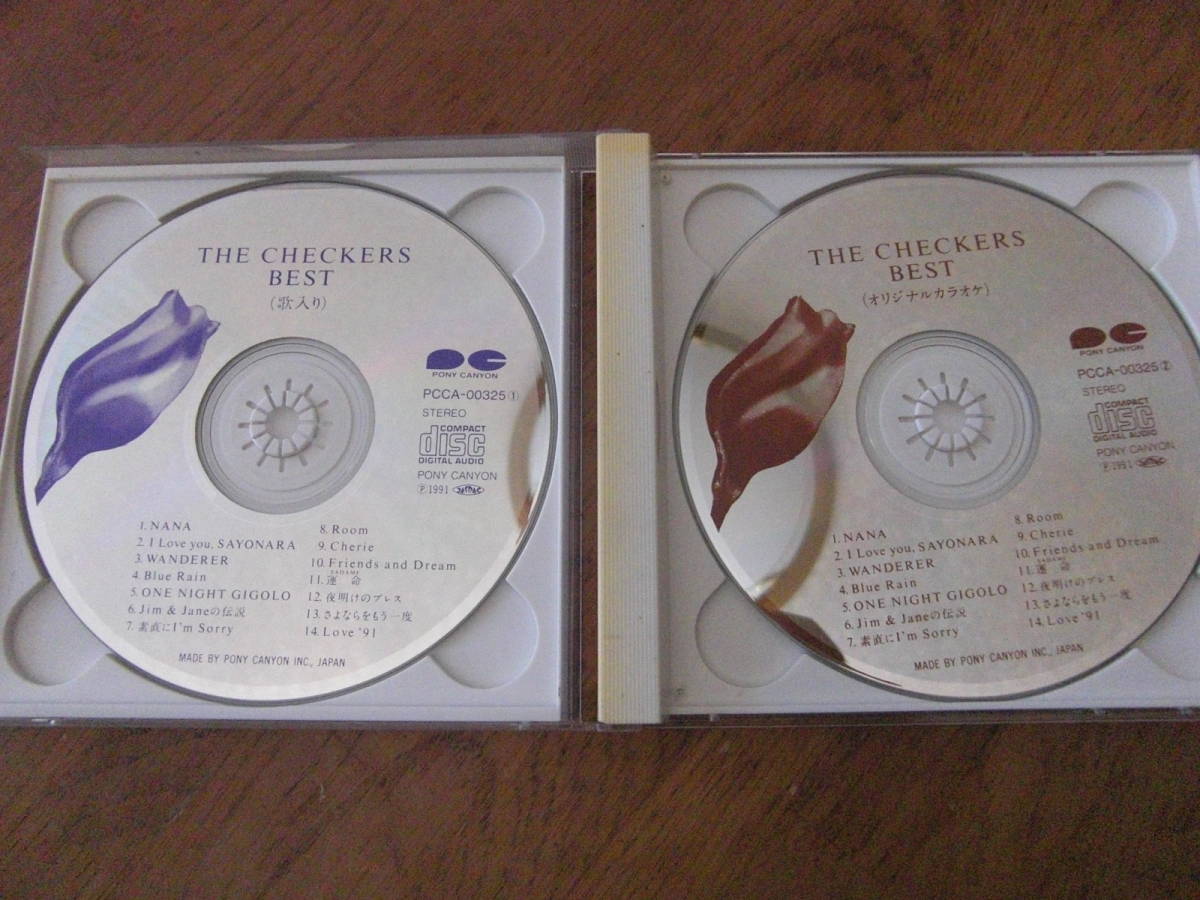 THE CHECKERS
BEST
(歌入り)
PONY CANYON
PCCA-00325①
STEREO
COMPACT
disc
DIGITAL AUDIO
PONY CANYON
Ⓟ1991 JASRAC
1. NANA
2. I Love you, SAYONARA
3. WANDERER
4. Blue Rain
5. ONE NIGHT GIGOLO
6. Jim & Janeの伝説
7. 素直にI'm Sorry
8. Room
9. Cherie
10. Friends and Dream
SADAME
11. 運命
12. 夜明けのブレス
13. さよならをもう一度
14. Love '91
MADE BY PONY CANYON INC., JAPAN
THE CHECKERS
BEST
(オリジナルカラオケ)
PONY CANYON
PCCA-00325②
STEREO
COMPACT
disc
DIGITAL AUDIO
PONY CANYON
Ⓟ1991 JASRAC
1. NANA
2. I Love you, SAYONARA
3. WANDERER
4. Blue Rain
5. ONE NIGHT GIGOLO
6. Jim & Janeの伝説
7. 素直にI'm Sorry
8. Room
9. Cherie
10. Friends and Dream
SADAME
11. 運命
12. 夜明けのブレス
13. さよならをもう一度
14. Love '91
MADE BY PONY CANYON INC., JAPAN